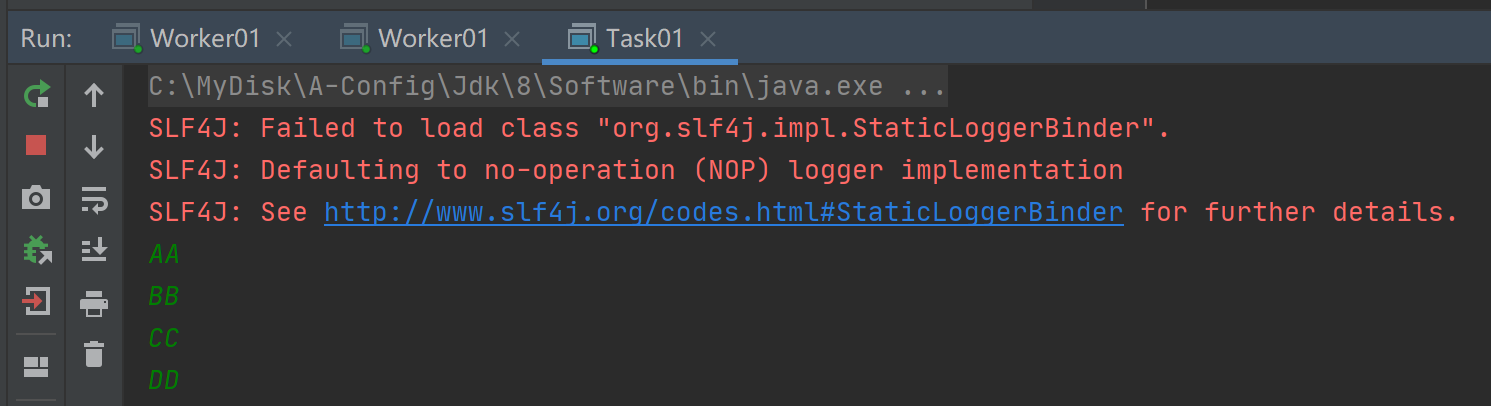 Run: Worker01 Worker01 Task01
C:\MyDisk\A-Config\Jdk\8\Software\bin\java.exe ...
SLF4J: Failed to load class "org.slf4j.impl.StaticLoggerBinder".
SLF4J: Defaulting to no-operation (NOP) logger implementation
SLF4J: See http://www.slf4j.org/codes.html#StaticLoggerBinder for further details.
AA
BB
CC
DD